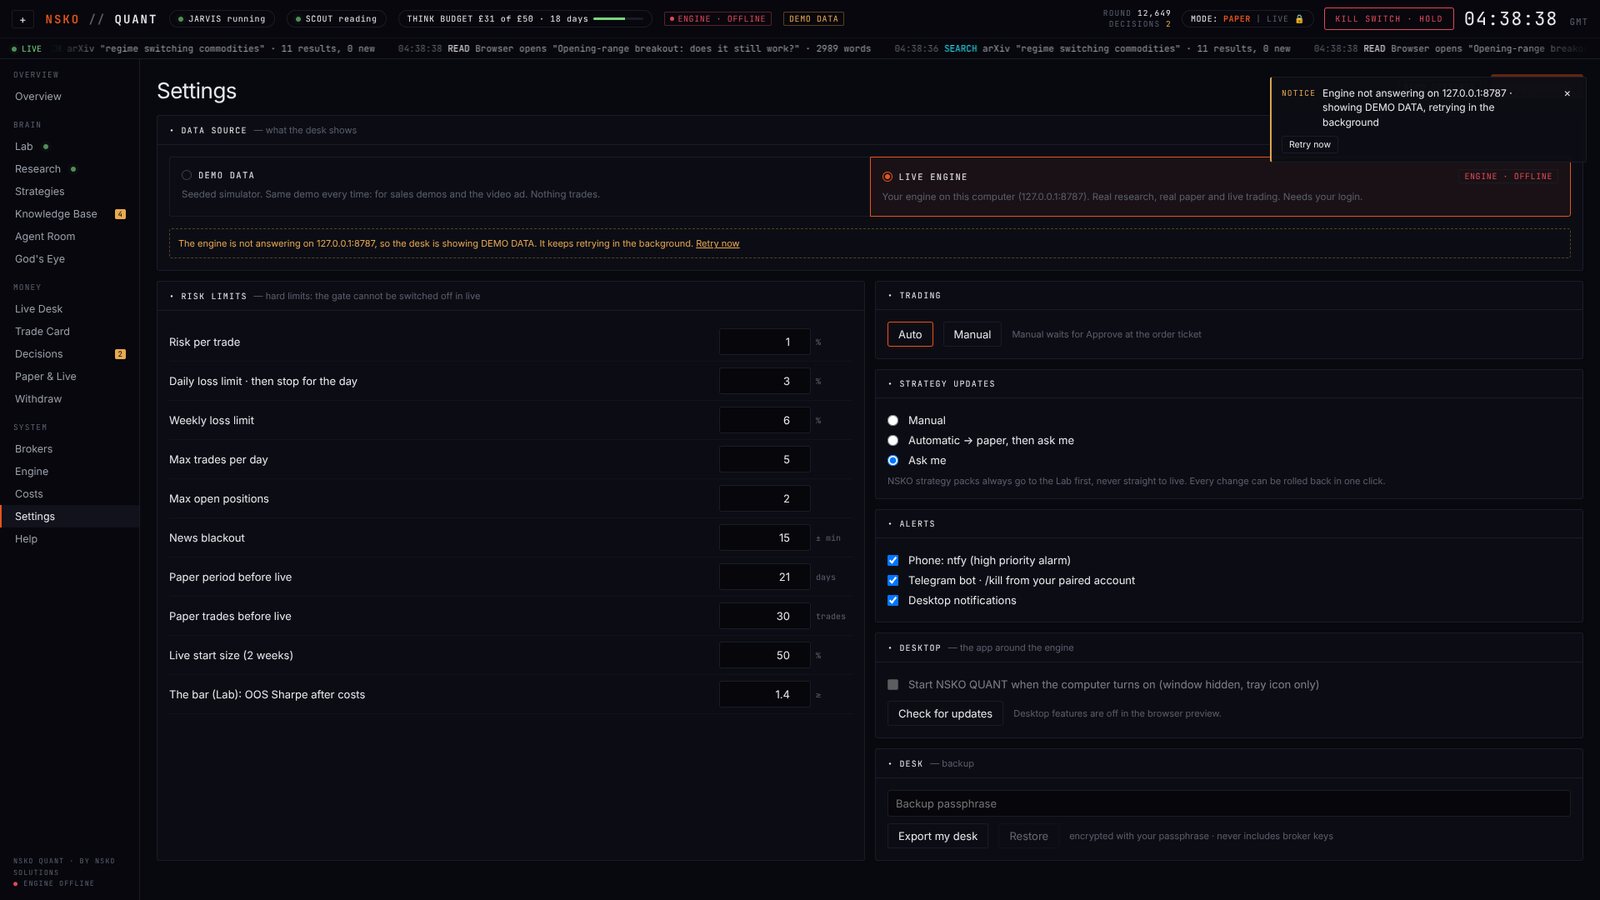 + NSKO // QUANT JARVIS running SCOUT reading THINK BUDGET £31 of £50 · 18 days ENGINE · OFFLINE DEMO DATA
ROUND 12,649
DECISIONS 2
MODE: PAPER | LIVE KILL SWITCH · HOLD 04:38:38 GMT
LIVE arXiv "regime switching commodities" · 11 results, 0 new 04:38:38 READ Browser opens "Opening-range breakout: does it still work?" · 2989 words 04:38:36 SEARCH arXiv "regime switching commodities" · 11 results, 0 new 04:38:38 READ Browser opens "Opening-range
OVERVIEW
Overview
BRAIN
Lab
Research
Strategies
Knowledge Base 4
Agent Room
God's Eye
MONEY
Live Desk
Trade Card
Decisions 2
Paper & Live
Withdraw
SYSTEM
Brokers
Engine
Costs
Settings
Help
NSKO QUANT · BY NSKO
SOLUTIONS
ENGINE OFFLINE
Settings
NOTICE Engine not answering on 127.0.0.1:8787 ·
showing DEMO DATA, retrying in the
background
×
Retry now
· DATA SOURCE — what the desk shows
DEMO DATA
Seeded simulator. Same demo every time: for sales demos and the video ad. Nothing trades.
LIVE ENGINE ENGINE · OFFLINE
Your engine on this computer (127.0.0.1:8787). Real research, real paper and live trading. Needs your login.
The engine is not answering on 127.0.0.1:8787, so the desk is showing DEMO DATA. It keeps retrying in the background. Retry now
· RISK LIMITS — hard limits: the gate cannot be switched off in live
Risk per trade 1 %
Daily loss limit · then stop for the day 3 %
Weekly loss limit 6 %
Max trades per day 5
Max open positions 2
News blackout 15 ± min
Paper period before live 21 days
Paper trades before live 30 trades
Live start size (2 weeks) 50 %
The bar (Lab): OOS Sharpe after costs 1.4 ≥
· TRADING
Auto Manual Manual waits for Approve at the order ticket
· STRATEGY UPDATES
Manual
Automatic → paper, then ask me
Ask me
NSKO strategy packs always go to the Lab first, never straight to live. Every change can be rolled back in one click.
· ALERTS
Phone: ntfy (high priority alarm)
Telegram bot · /kill from your paired account
Desktop notifications
· DESKTOP — the app around the engine
Start NSKO QUANT when the computer turns on (window hidden, tray icon only)
Check for updates Desktop features are off in the browser preview.
· DESK — backup
Backup passphrase
Export my desk Restore encrypted with your passphrase · never includes broker keys